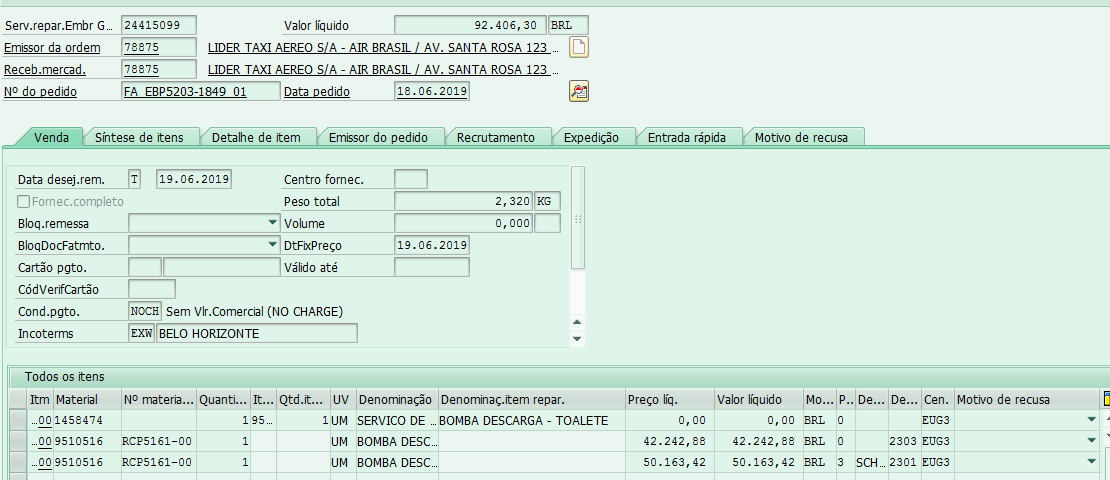 Serv.repar.Embr G... 24415099 Valor líquido 92.406,30 BRL
Emissor da ordem 78875 LIDER TAXI AEREO S/A - AIR BRASIL / AV. SANTA ROSA 123 ...
Receb.mercad. 78875 LIDER TAXI AEREO S/A - AIR BRASIL / AV. SANTA ROSA 123 ...
Nº do pedido FA_EBP5203-1849_01 Data pedido 18.06.2019
Venda Síntese de itens Detalhe de item Emissor do pedido Recrutamento Expedição Entrada rápida Motivo de recusa
Data desej.rem. T 19.06.2019 Centro fornec.
Fornec.completo Peso total 2,320 KG
Bloq.remessa Volume 0,000
BloqDocFatmto. DtFixPreço 19.06.2019
Cartão pgto. Válido até
CódVerifCartão
Cond.pgto. NOCH Sem Vlr.Comercial (NO CHARGE)
Incoterms EXW BELO HORIZONTE
Todos os itens
Itm Material Nº materia... Quanti... It... Qtd.it... UV Denominação Denominaç.item repar. Preço líq. Valor líquido Mo... P.. De... De... Cen. Motivo de recusa
...00 1458474 1 95... 1 UM SERVICO DE ... BOMBA DESCARGA - TOALETE 0,00 0,00 BRL 0 EUG3
...00 9510516 RCP5161-00 1 UM BOMBA DESC... 42.242,88 42.242,88 BRL 0 2303 EUG3
...00 9510516 RCP5161-00 1 UM BOMBA DESC... 50.163,42 50.163,42 BRL 3 SCH... 2301 EUG3